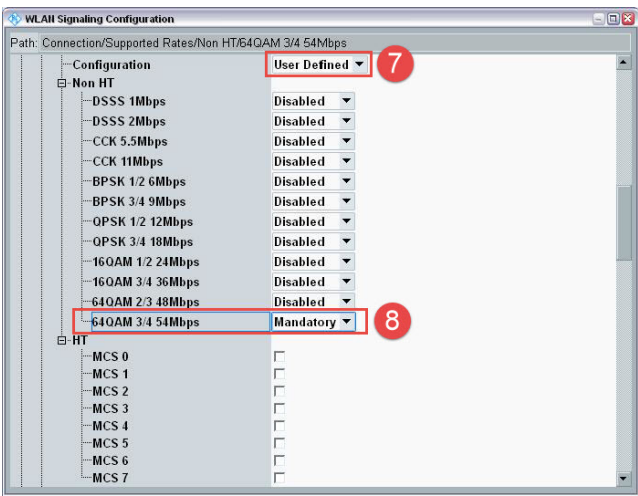 WLAN Signaling Configuration
Path: Connection/Supported Rates/Non HT/64QAM 3/4 54Mbps
Configuration User Defined 7
Non HT
DSSS 1Mbps Disabled
DSSS 2Mbps Disabled
CCK 5.5Mbps Disabled
CCK 11Mbps Disabled
BPSK 1/2 6Mbps Disabled
BPSK 3/4 9Mbps Disabled
QPSK 1/2 12Mbps Disabled
QPSK 3/4 18Mbps Disabled
16QAM 1/2 24Mbps Disabled
16QAM 3/4 36Mbps Disabled
64QAM 2/3 48Mbps Disabled
64QAM 3/4 54Mbps Mandatory 8
HT
MCS 0
MCS 1
MCS 2
MCS 3
MCS 4
MCS 5
MCS 6
MCS 7